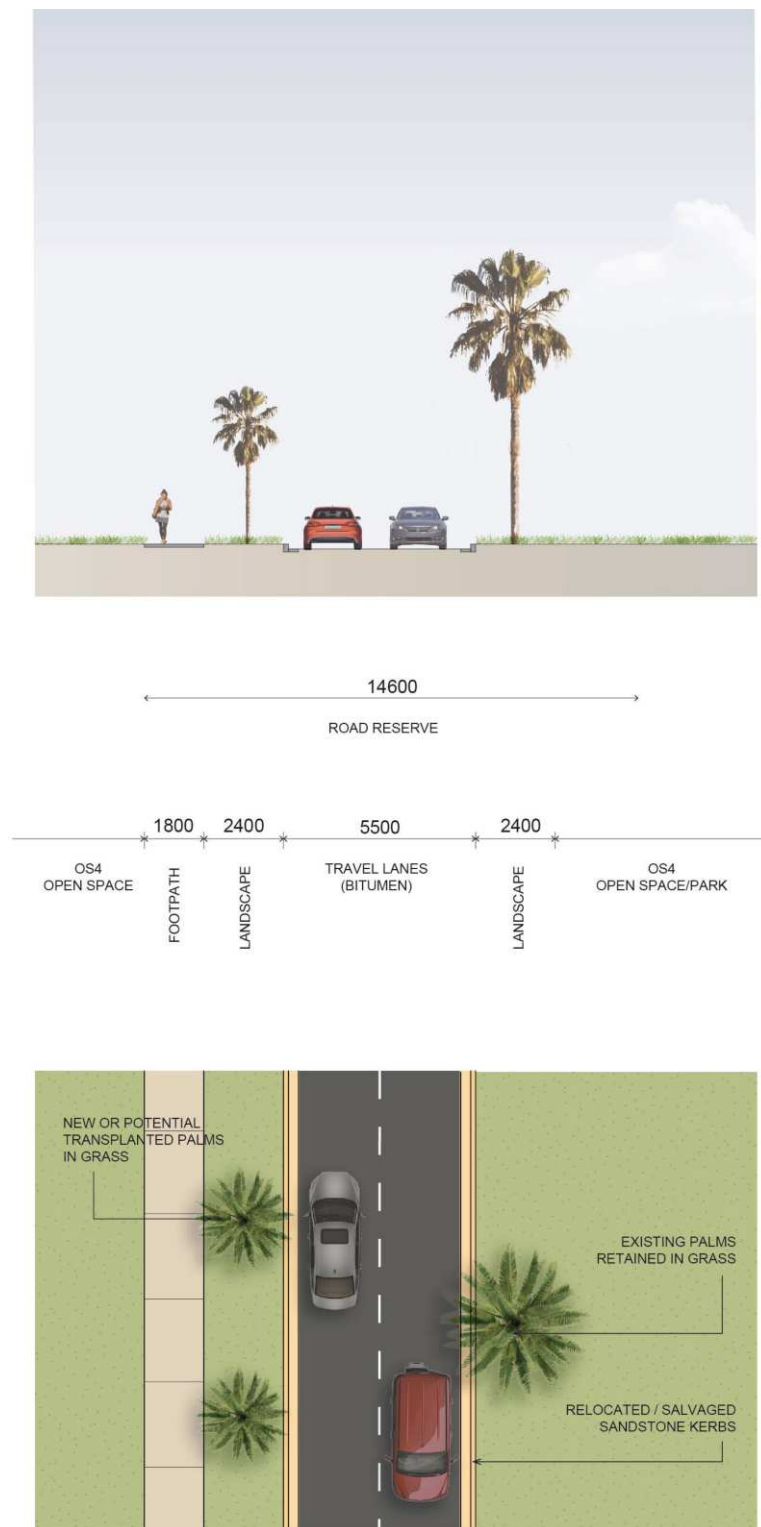 14600
ROAD RESERVE
1800 2400 5500 2400
OS4
OPEN SPACE
FOOTPATH
LANDSCAPE
TRAVEL LANES
(BITUMEN)
LANDSCAPE
OS4
OPEN SPACE/PARK
NEW OR POTENTIAL
TRANSPLANTED PALMS
IN GRASS
EXISTING PALMS
RETAINED IN GRASS
RELOCATED / SALVAGED
SANDSTONE KERBS